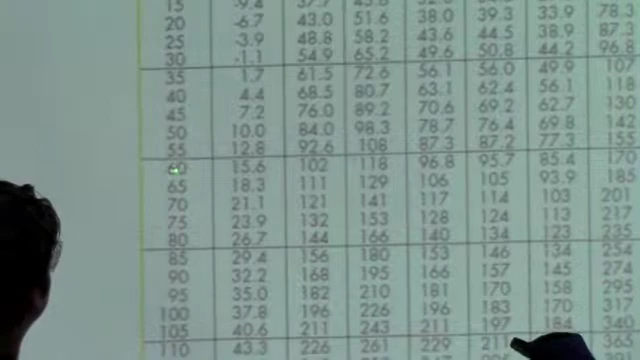 15 -9.4
20 -6.7 43.0 51.6 38.0 39.3 33.9 78.3
25 -3.9 48.8 58.2 43.6 44.5 38.9 87.3
30 -1.1 54.9 65.2 49.6 50.8 44.2 96.8
35 1.7 61.5 72.6 56.1 56.0 49.9 107
40 4.4 68.5 80.7 63.1 62.4 56.1 118
45 7.2 76.0 89.2 70.6 69.2 62.7 130
50 10.0 84.0 98.3 78.7 76.4 69.8 142
55 12.8 92.6 108 87.3 87.2 77.3 155
15.6 102 118 96.8 95.7 85.4 170
65 18.3 111 129 106 105 93.9 185
70 21.1 121 141 117 114 103 201
75 23.9 132 153 128 124 113 217
80 26.7 144 166 140 134 123 235
85 29.4 156 180 153 146 134 254
90 32.2 168 195 166 157 145 274
95 35.0 182 210 181 170 158 295
100 37.8 196 226 196 183 170 317
105 40.6 211 243 211 197 184 340
110 43.3 226 261 229 211 365